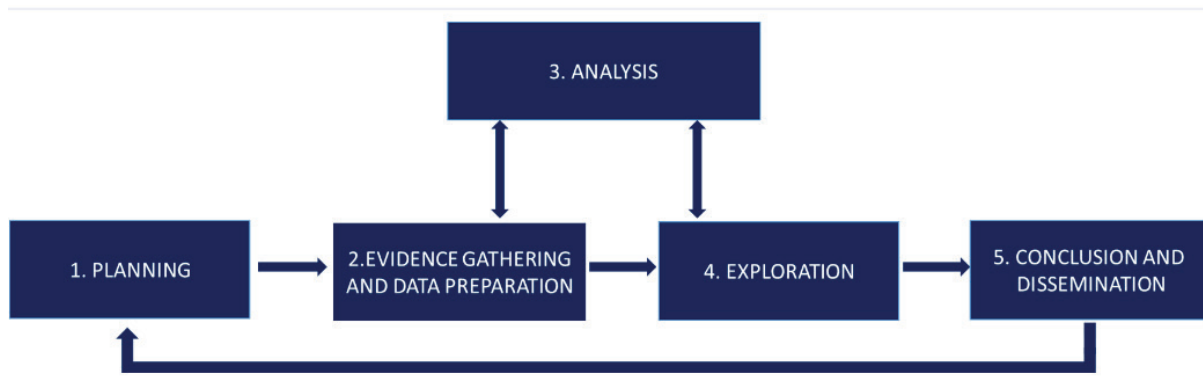 3. ANALYSIS
1. PLANNING
2.EVIDENCE GATHERING
AND DATA PREPARATION
4. EXPLORATION
5. CONCLUSION AND
DISSEMINATION